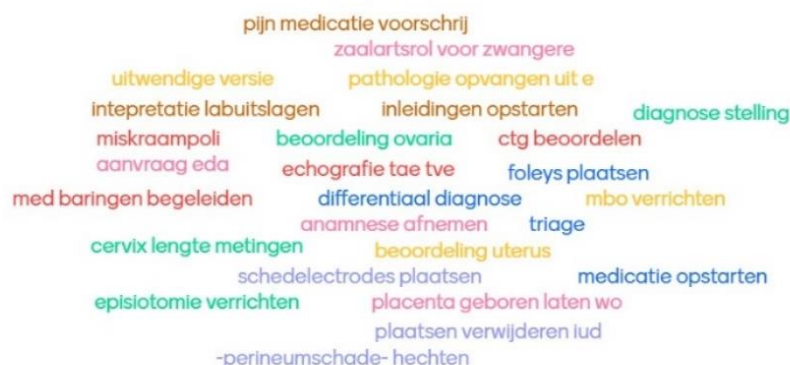 pijn medicatie voorschrij
zaalartsrol voor zwangere
uitwendige versie
pathologie opvangen uit e
intepretatie labuitslagen
inleidingen opstarten
diagnose stelling
miskraampoli
beoordeling ovaria
ctg beoordelen
aanvraag eda
echografie tae tve
foleys plaatsen
med baringen begeleiden
differentiaal diagnose
mbo verrichten
anamnese afnemen
triage
cervix lengte metingen
beoordeling uterus
schedelectrodes plaatsen
medicatie opstarten
episiotomie verrichten
placenta geboren laten wo
plaatsen verwijderen iud
-perineumschade- hechten